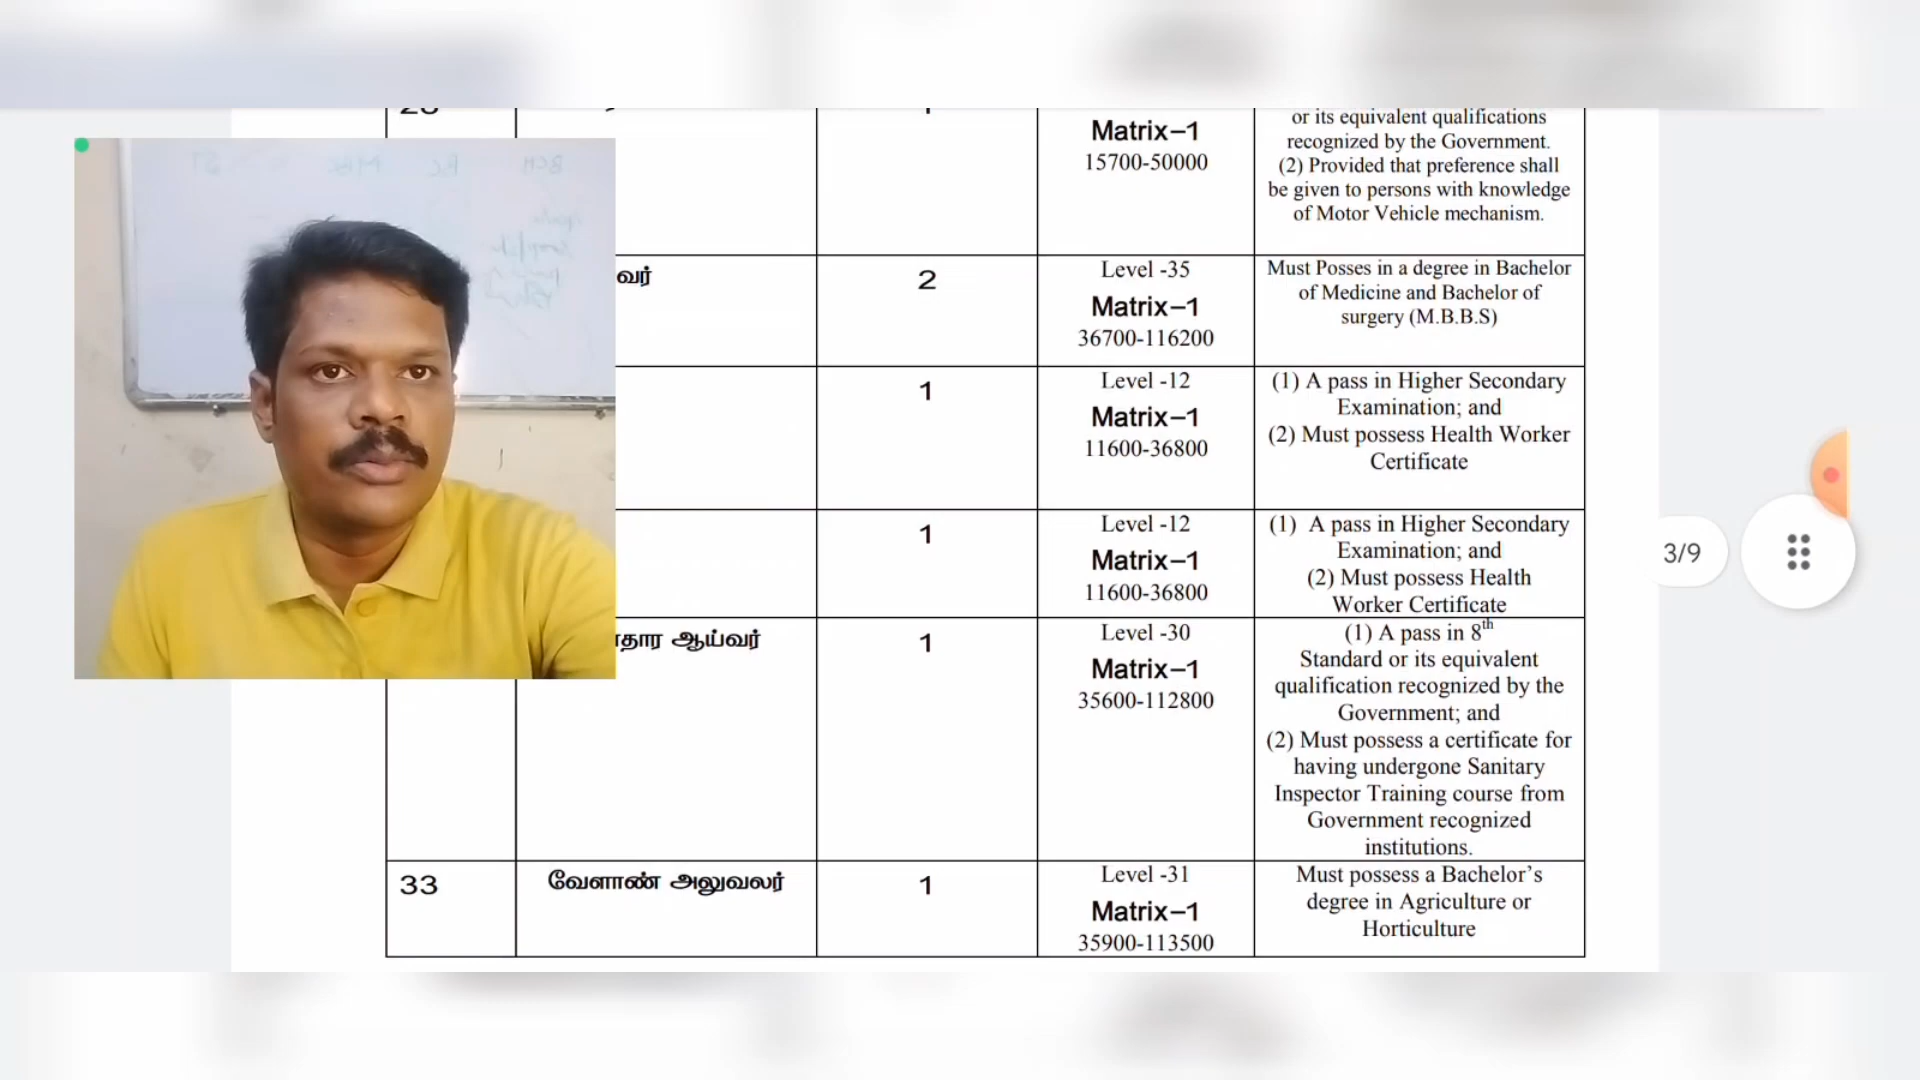 or its equivalent qualifications
Matrix–1
recognized by the Government.
15700-50000
(2) Provided that preference shall
be given to persons with knowledge
of Motor Vehicle mechanism.
2
Level -35
Matrix–1
36700-116200
Must Posses in a degree in Bachelor
of Medicine and Bachelor of
surgery (M.B.B.S)
1
Level -12
Matrix–1
11600-36800
(1) A pass in Higher Secondary
Examination; and
(2) Must possess Health Worker
Certificate
1
Level -12
Matrix–1
11600-36800
(1) A pass in Higher Secondary
Examination; and
(2) Must possess Health
Worker Certificate
ஆய்வர்
1
Level -30
Matrix–1
35600-112800
(1) A pass in 8th
Standard or its equivalent
qualification recognized by the
Government; and
(2) Must possess a certificate for
having undergone Sanitary
Inspector Training course from
Government recognized
institutions.
33
வேளாண் அலுவலர்
1
Level -31
Matrix–1
35900-113500
Must possess a Bachelor’s
degree in Agriculture or
Horticulture
3/9